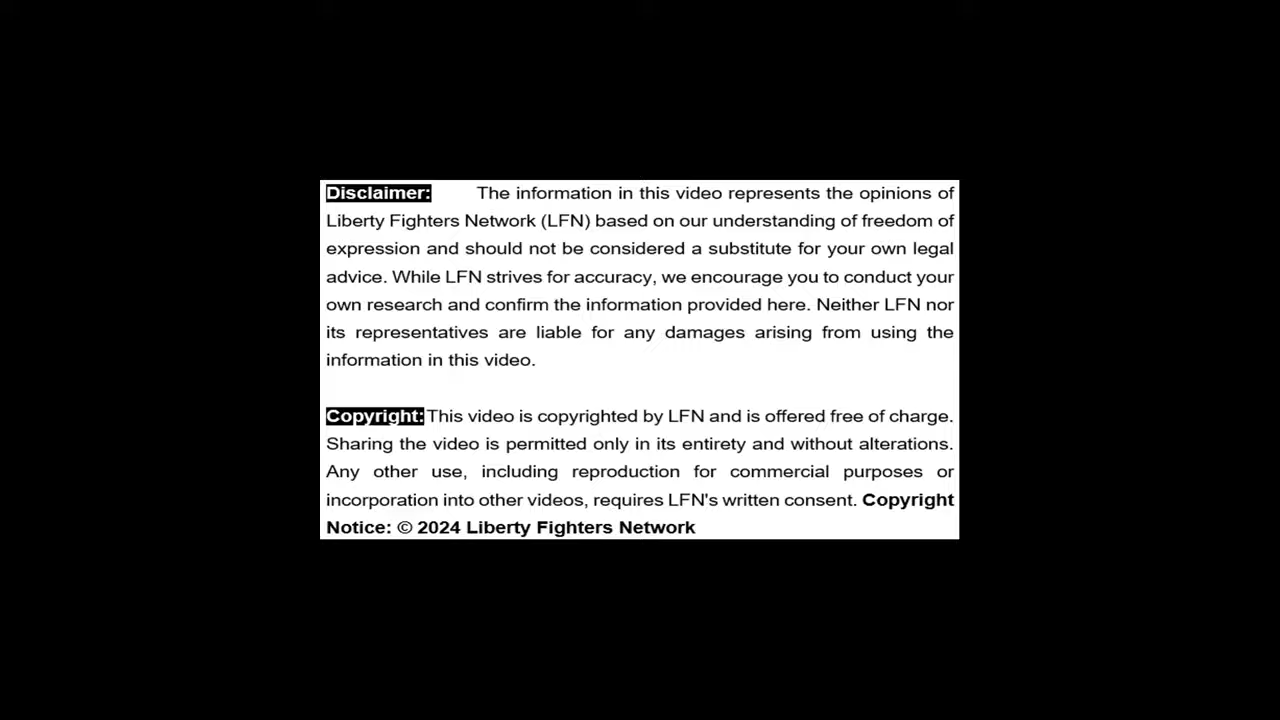 Disclaimer: The information in this video represents the opinions of
Liberty Fighters Network (LFN) based on our understanding of freedom of
expression and should not be considered a substitute for your own legal
advice. While LFN strives for accuracy, we encourage you to conduct your
own research and confirm the information provided here. Neither LFN nor
its representatives are liable for any damages arising from using the
information in this video.
Copyright: This video is copyrighted by LFN and is offered free of charge.
Sharing the video is permitted only in its entirety and without alterations.
Any other use, including reproduction for commercial purposes or
incorporation into other videos, requires LFN's written consent. Copyright
Notice: © 2024 Liberty Fighters Network